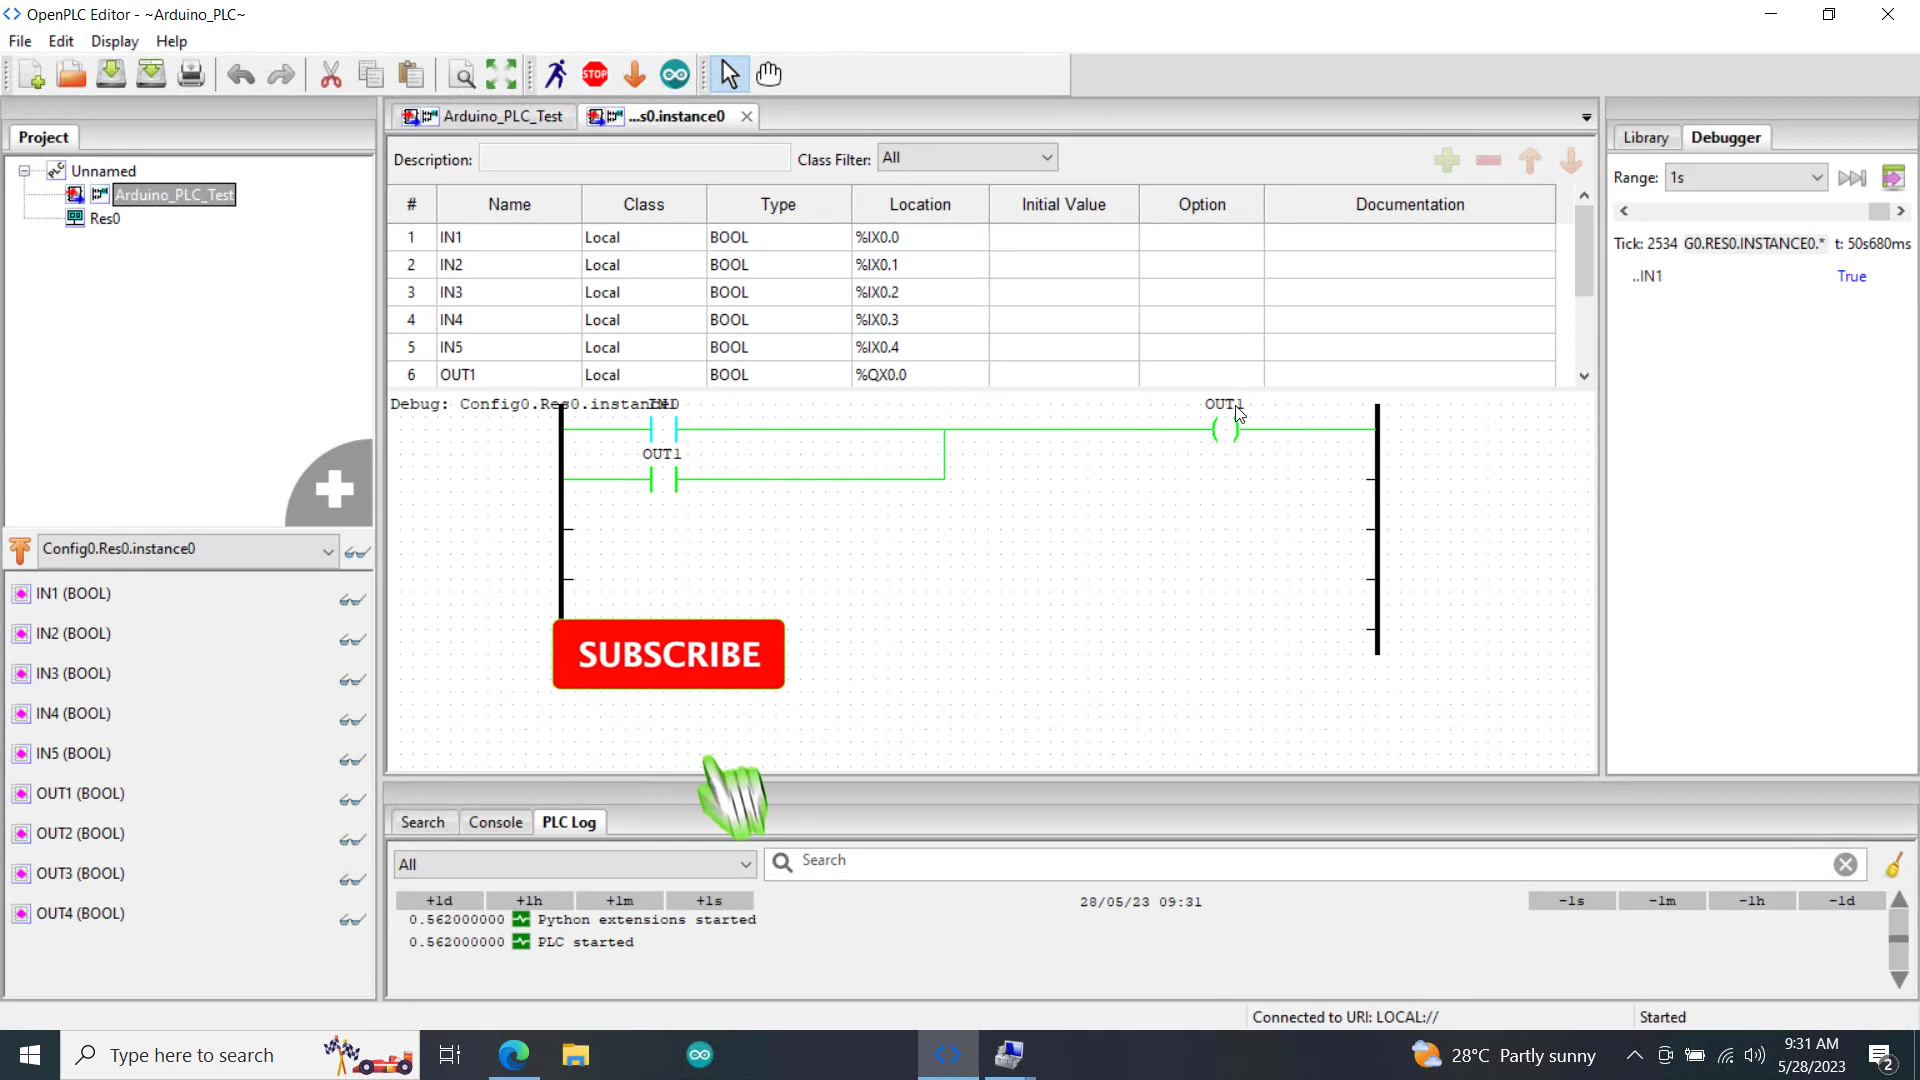 OpenPLC Editor - ~Arduino_PLC~
File Edit Display Help
STOP
Project
Unnamed
Arduino_PLC_Test
Res0
Config0.Res0.instance0
IN1 (BOOL)
IN2 (BOOL)
IN3 (BOOL)
IN4 (BOOL)
IN5 (BOOL)
OUT1 (BOOL)
OUT2 (BOOL)
OUT3 (BOOL)
OUT4 (BOOL)
Arduino_PLC_Test ...s0.instance0
Description: Class Filter: All
# Name Class Type Location Initial Value Option Documentation
1 IN1 Local BOOL %IX0.0
2 IN2 Local BOOL %IX0.1
3 IN3 Local BOOL %IX0.2
4 IN4 Local BOOL %IX0.3
5 IN5 Local BOOL %IX0.4
6 OUT1 Local BOOL %QX0.0
Debug: Config0.Res0.instance0
OUT1
OUT1
SUBSCRIBE
Library Debugger
Range: 1s
Tick: 2534 G0.RES0.INSTANCE0.* t: 50s680ms
..IN1 True
Search Console PLC Log
All Search
+1d +1h +1m +1s 28/05/23 09:31 -1s -1m -1h -1d
0.562000000 Python extensions started
0.562000000 PLC started
Connected to URI: LOCAL:// Started
Type here to search
28°C Partly sunny
9:31 AM
5/28/2023
2